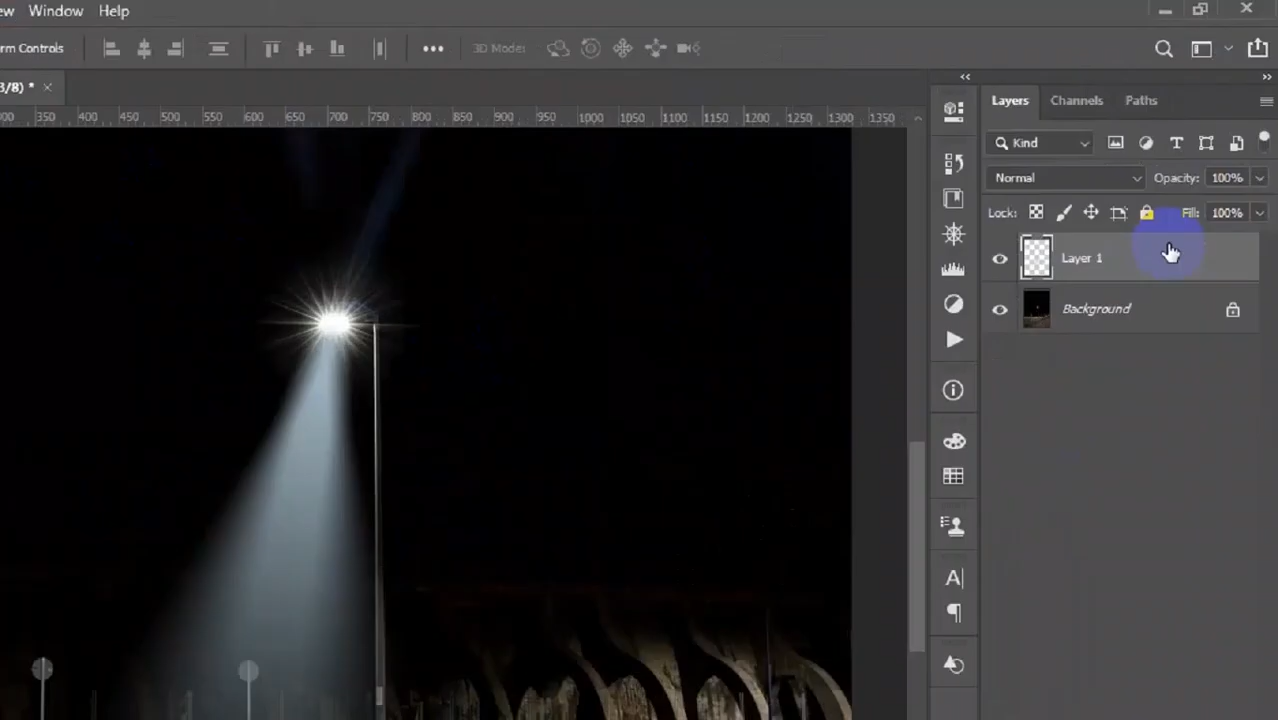 ew Window Help
rm Controls 3D Mode:
3/8) *
300 350 400 450 500 550 600 650 700 750 800 850 900 950 1000 1050 1100 1150 1200 1250 1300 1350
Layers Channels Paths
Kind
Normal Opacity: 100%
Lock: Fill: 100%
Layer 1
Background
A